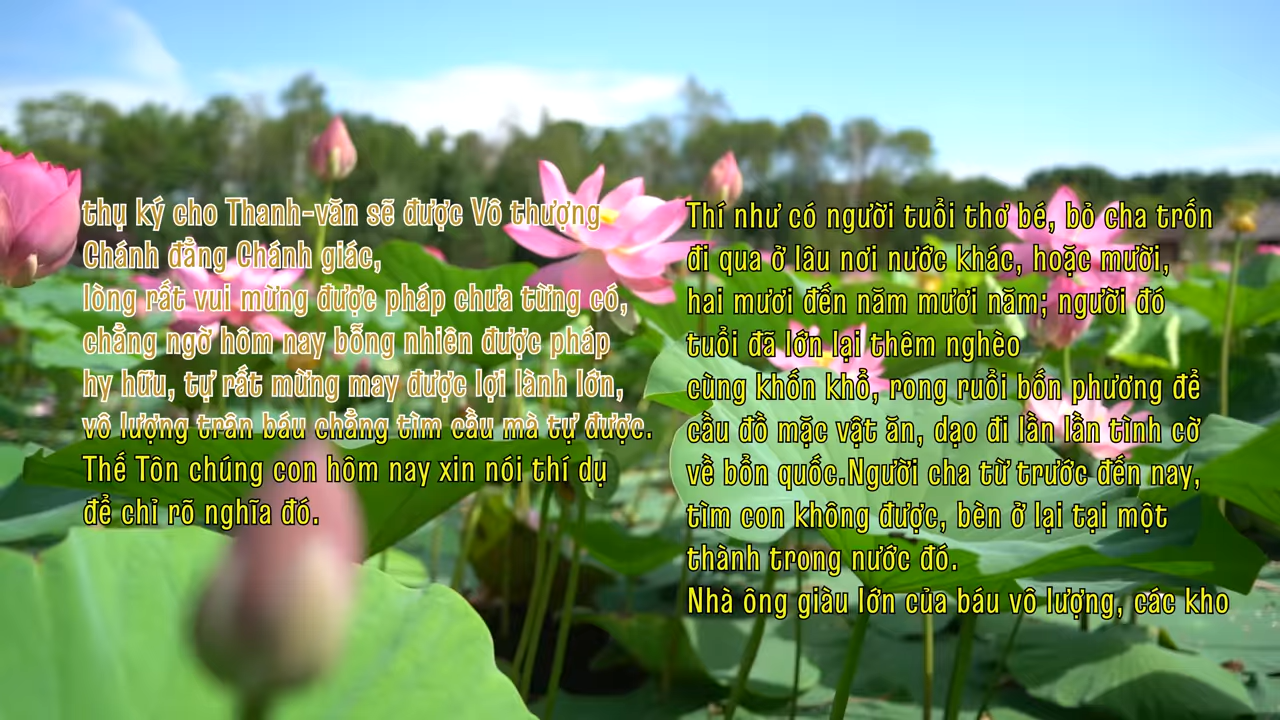 thụ ký cho Thanh-văn sẽ được Vô thượng
Chánh đẳng Chánh giác,
lòng rất vui mừng được pháp chưa từng có,
chẳng ngờ hôm nay bỗng nhiên được pháp
hy hữu, tự rất mừng may được lợi lành lớn,
vô lượng trân báu chẳng tìm cầu mà tự được.
Thế Tôn chúng con hôm nay xin nói thí dụ
để chỉ rõ nghĩa đó.
Thí như có người tuổi thơ bé, bỏ cha trốn
đi qua ở lâu nơi nước khác, hoặc mười,
hai mươi đến năm mươi năm; người đó
tuổi đã lớn lại thêm nghèo
cùng khốn khổ, rong ruổi bốn phương để
cầu đồ mặc vật ăn, dạo đi lần lần tình cờ
về bổn quốc.Người cha từ trước đến nay,
tìm con không được, bèn ở lại tại một
thành trong nước đó.
Nhà ông giàu lớn của báu vô lượng, các kho